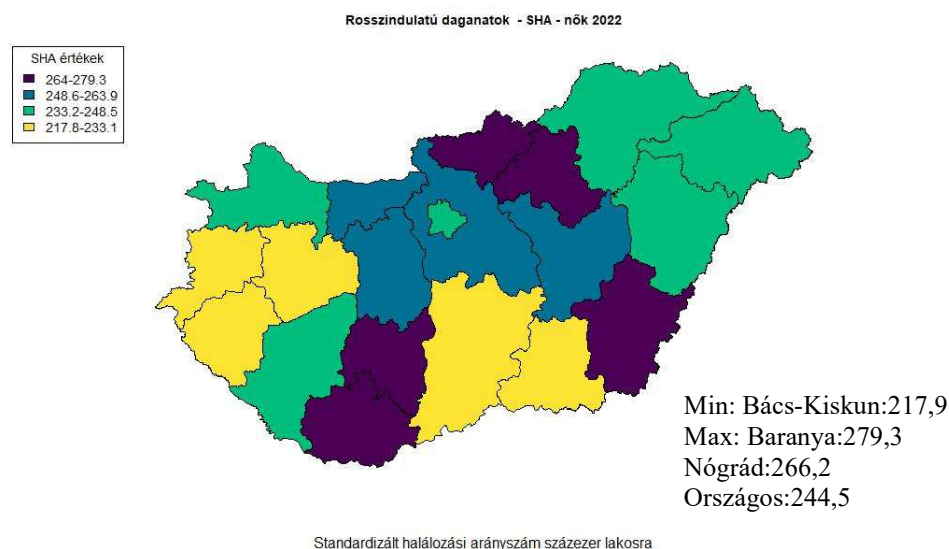 Rosszindulatú daganatok - SHA - nők 2022
SHA értékek
264-279.3
248.6-263.9
233.2-248.5
217.8-233.1
Min: Bács-Kiskun:217,9
Max: Baranya:279,3
Nógrád:266,2
Országos:244,5
Standardizált halálozási arányszám százezer lakosra